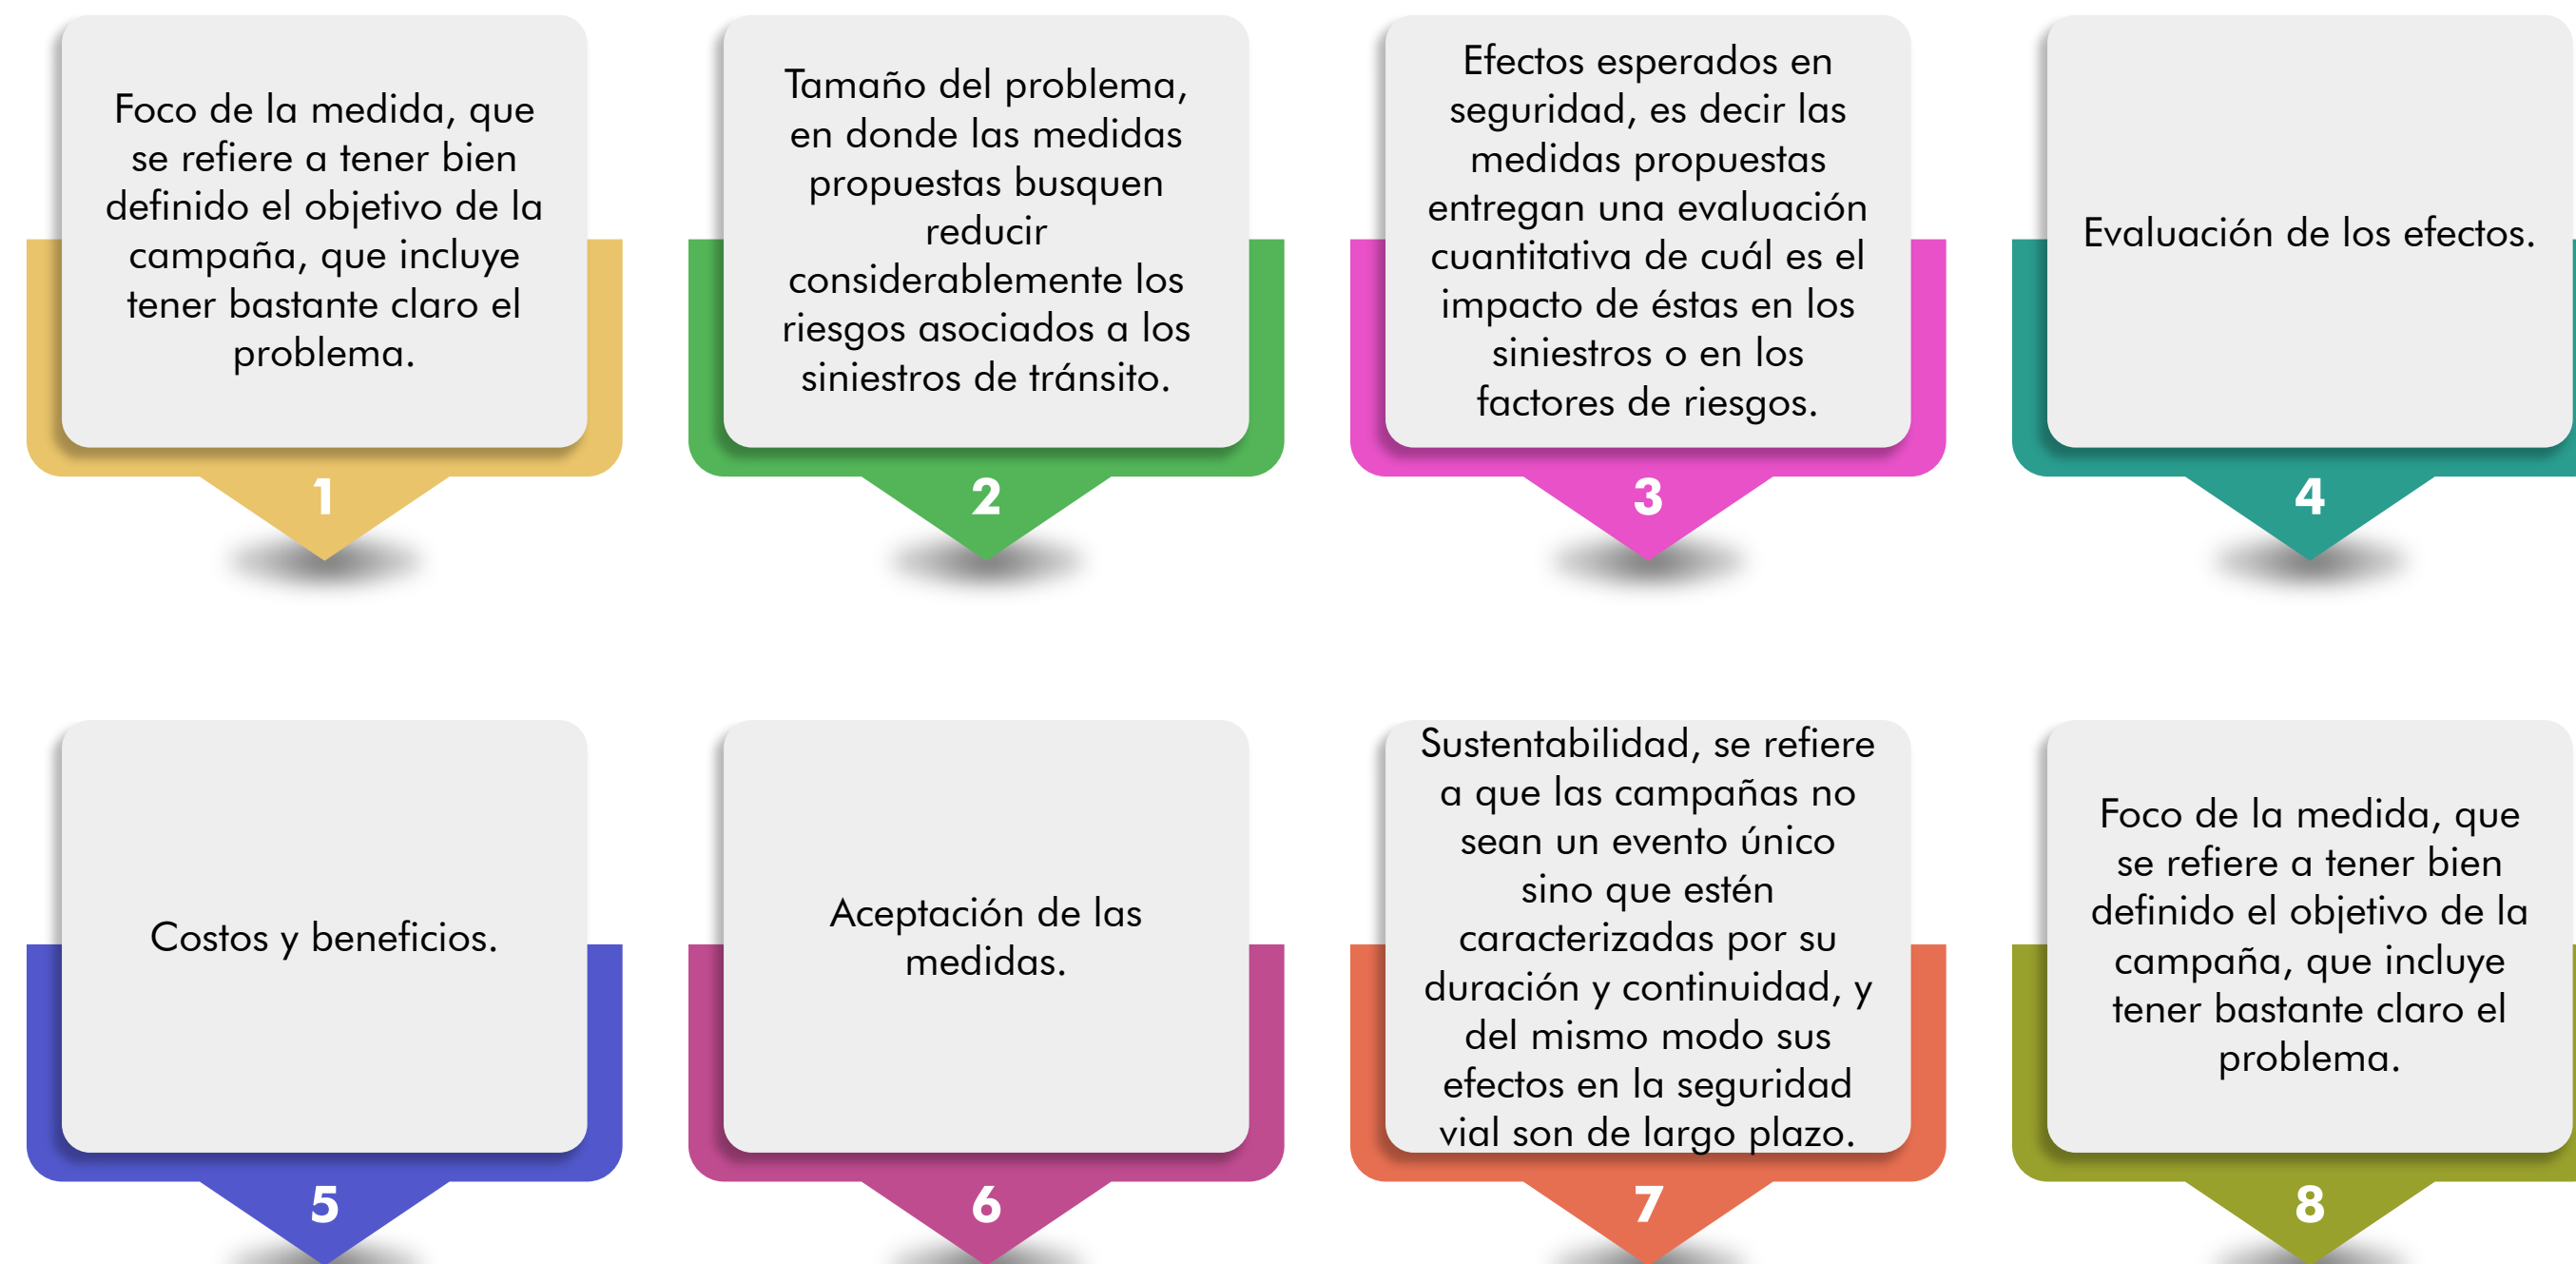 Foco de la medida, que
se refiere a tener bien
definido el objetivo de la
campaña, que incluye
tener bastante claro el
problema.
1
Tamaño del problema,
en donde las medidas
propuestas busquen
reducir
considerablemente los
riesgos asociados a los
siniestros de tránsito.
2
Efectos esperados en
seguridad, es decir las
medidas propuestas
entregan una evaluación
cuantitativa de cuál es el
impacto de éstas en los
siniestros o en los
factores de riesgos.
3
Evaluación de los efectos.
4
Costos y beneficios.
5
Aceptación de las
medidas.
6
Sustentabilidad, se refiere
a que las campañas no
sean un evento único
sino que estén
caracterizadas por su
duración y continuidad, y
del mismo modo sus
efectos en la seguridad
vial son de largo plazo.
7
Foco de la medida, que
se refiere a tener bien
definido el objetivo de la
campaña, que incluye
tener bastante claro el
problema.
8